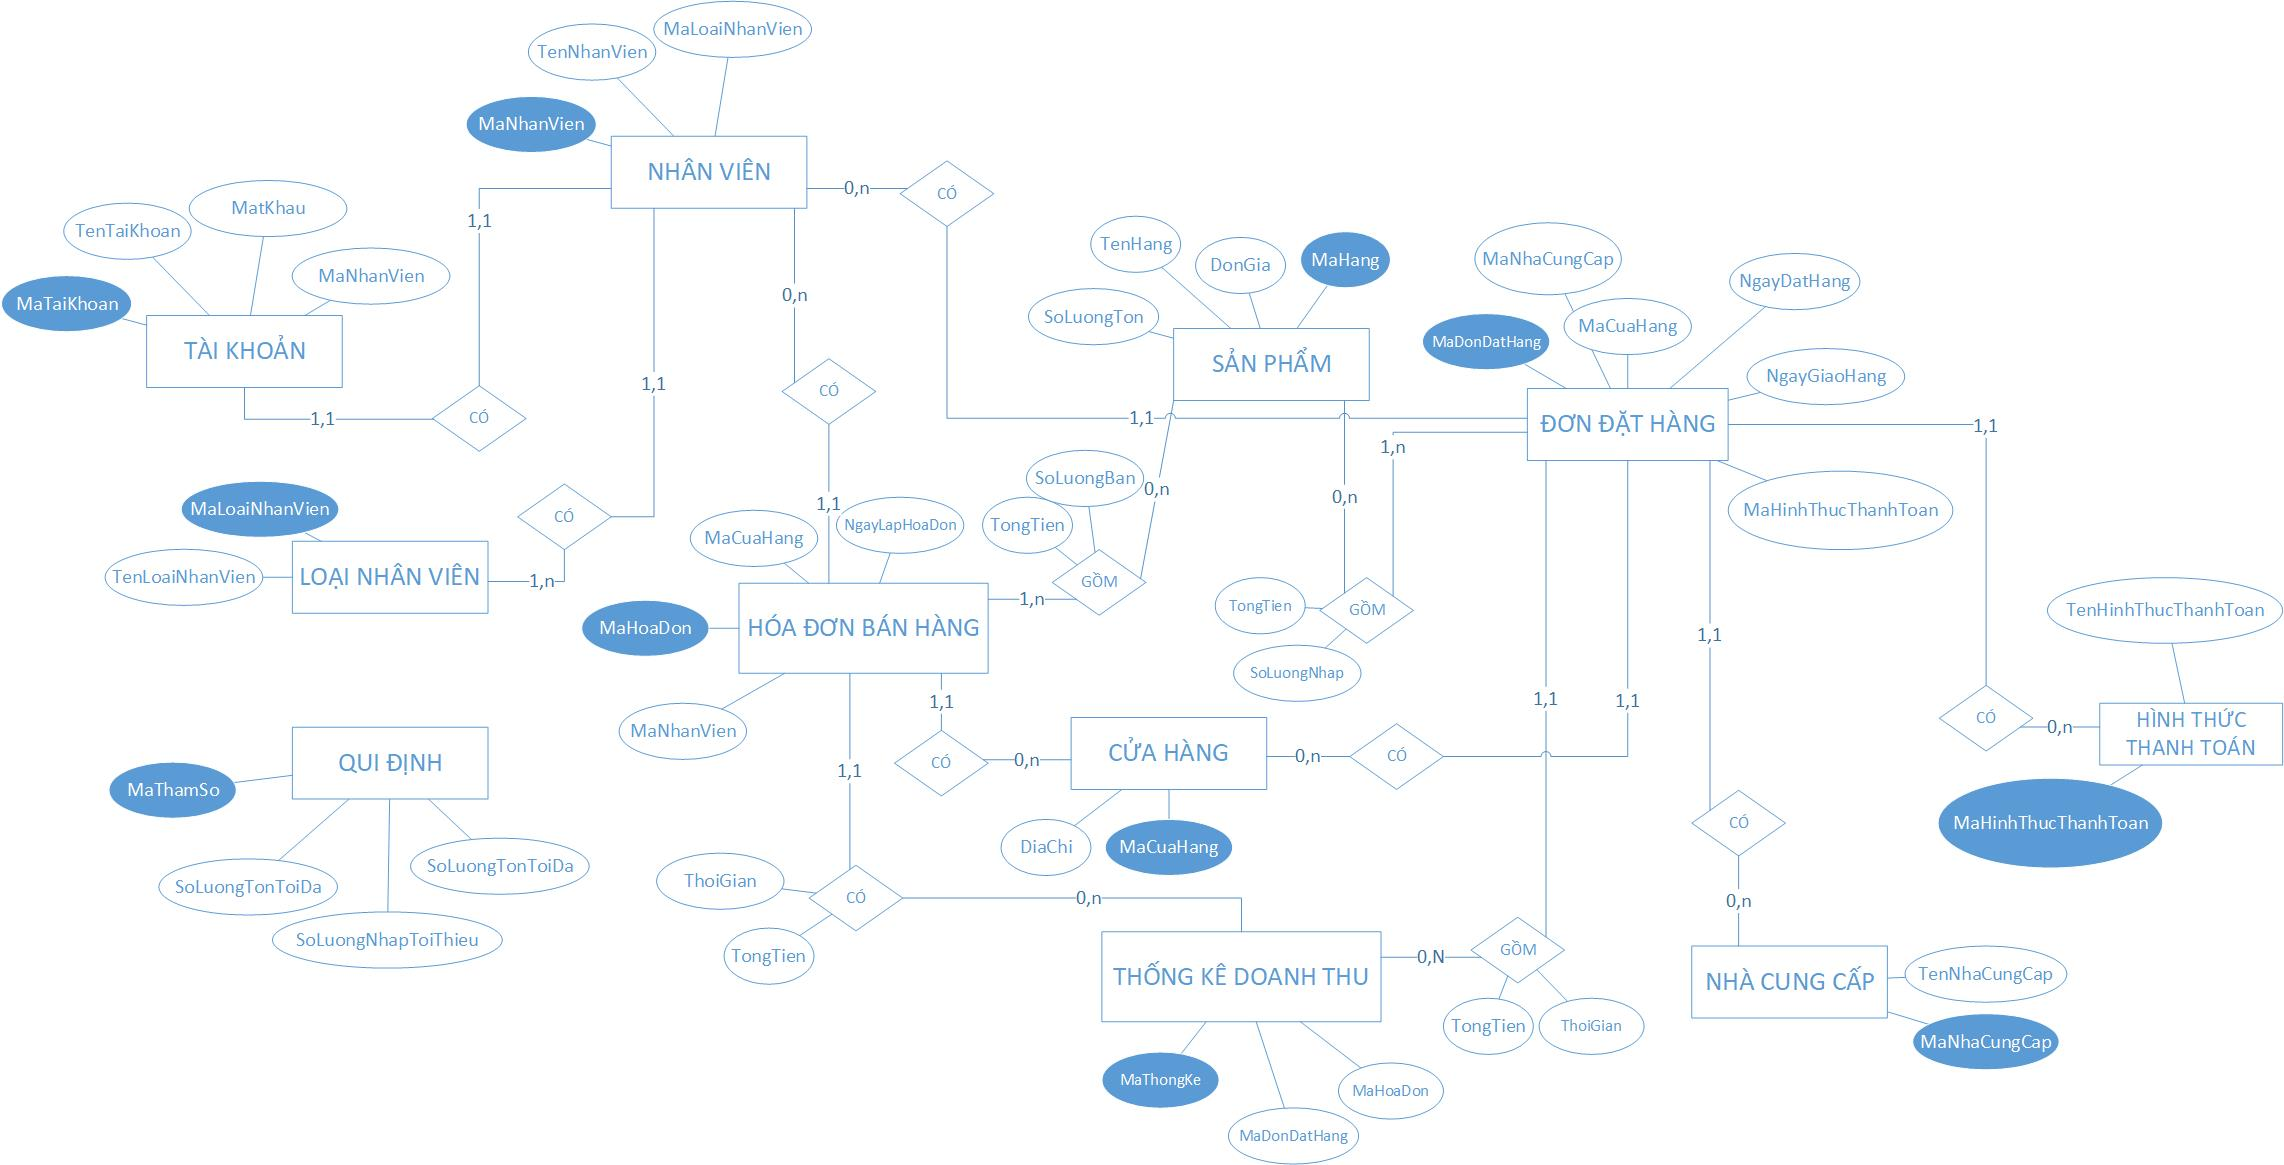 MaLoaiNhanVien
TenNhanVien
MaNhanVien
NHÂN VIÊN
0,n
CÓ
MatKhau
TenTaiKhoan
1,1
MaNhanVien
MaTaiKhoan
TÀI KHOẢN
1,1
CÓ
1,1
0,n
CÓ
1,1
TenHang
DonGia
MaHang
SoLuongTon
SẢN PHẨM
MaNhaCungCap
NgayDatHang
MaCuaHang
MaDonDatHang
NgayGiaoHang
ĐƠN ĐẶT HÀNG
1,1
1,1
1,n
0,n
0,n
MaHinhThucThanhToan
MaLoaiNhanVien
TenLoaiNhanVien
LOẠI NHÂN VIÊN
1,n
CÓ
SoLuongBan
TongTien
GỒM
NgayLapHoaDon
MaCuaHang
MaHoaDon
HÓA ĐƠN BÁN HÀNG
1,n
MaNhanVien
TongTien
GỒM
SoLuongNhap
1,1
1,1
1,1
1,1
TenHinhThucThanhToan
CÓ
0,n
HÌNH THỨC
THANH TOÁN
MaHinhThucThanhToan
CÓ
0,n
CỬA HÀNG
0,n
CÓ
DiaChi
MaCuaHang
QUI ĐỊNH
MaThamSo
SoLuongTonToiDa
SoLuongTonToiDa
SoLuongNhapToiThieu
1,1
ThoiGian
CÓ
TongTien
0,n
CÓ
0,n
THỐNG KÊ DOANH THU
0,N
GỒM
TongTien
ThoiGian
NHÀ CUNG CẤP
TenNhaCungCap
MaNhaCungCap
MaThongKe
MaHoaDon
MaDonDatHang